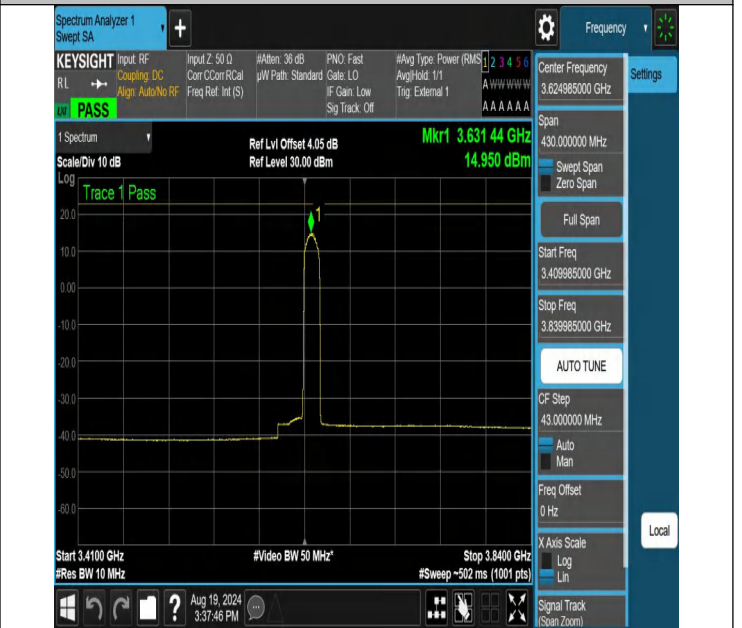 Spectrum Analyzer 1
Swept SA
+
Frequency
KEYSIGHT
Input: RF
Input Z: 50 Ω
#Atten: 36 dB
PNO: Fast
#Avg Type: Power (RMS
1 2 3 4 5 6
RL
Coupling: DC
Corr CCorr RCal
µW Path: Standard
Gate: LO
Avg|Hold: 1/1
A W W W W W
Align: Auto/No RF
Freq Ref: Int (S)
IF Gain: Low
Trig: External 1
PASS
Sig Track: Off
A A A A A A
1 Spectrum
Ref Lvl Offset 4.05 dB
Mkr1 3.631 44 GHz
Scale/Div 10 dB
Ref Level 30.00 dBm
14.950 dBm
Log
Trace 1 Pass
1
20.0
10.0
0.00
-10.0
-20.0
-30.0
-40.0
-50.0
-60.0
Start 3.4100 GHz
#Video BW 50 MHz*
Stop 3.8400 GHz
#Res BW 10 MHz
#Sweep ~502 ms (1001 pts)
Center Frequency
3.624985000 GHz
Settings
Span
430.000000 MHz
Swept Span
Zero Span
Full Span
Start Freq
3.409985000 GHz
Stop Freq
3.839985000 GHz
AUTO TUNE
CF Step
43.000000 MHz
Auto
Man
Freq Offset
0 Hz
X Axis Scale
Log
Lin
Local
Signal Track
(Span Zoom)
?
Aug 19, 2024
3:37:46 PM